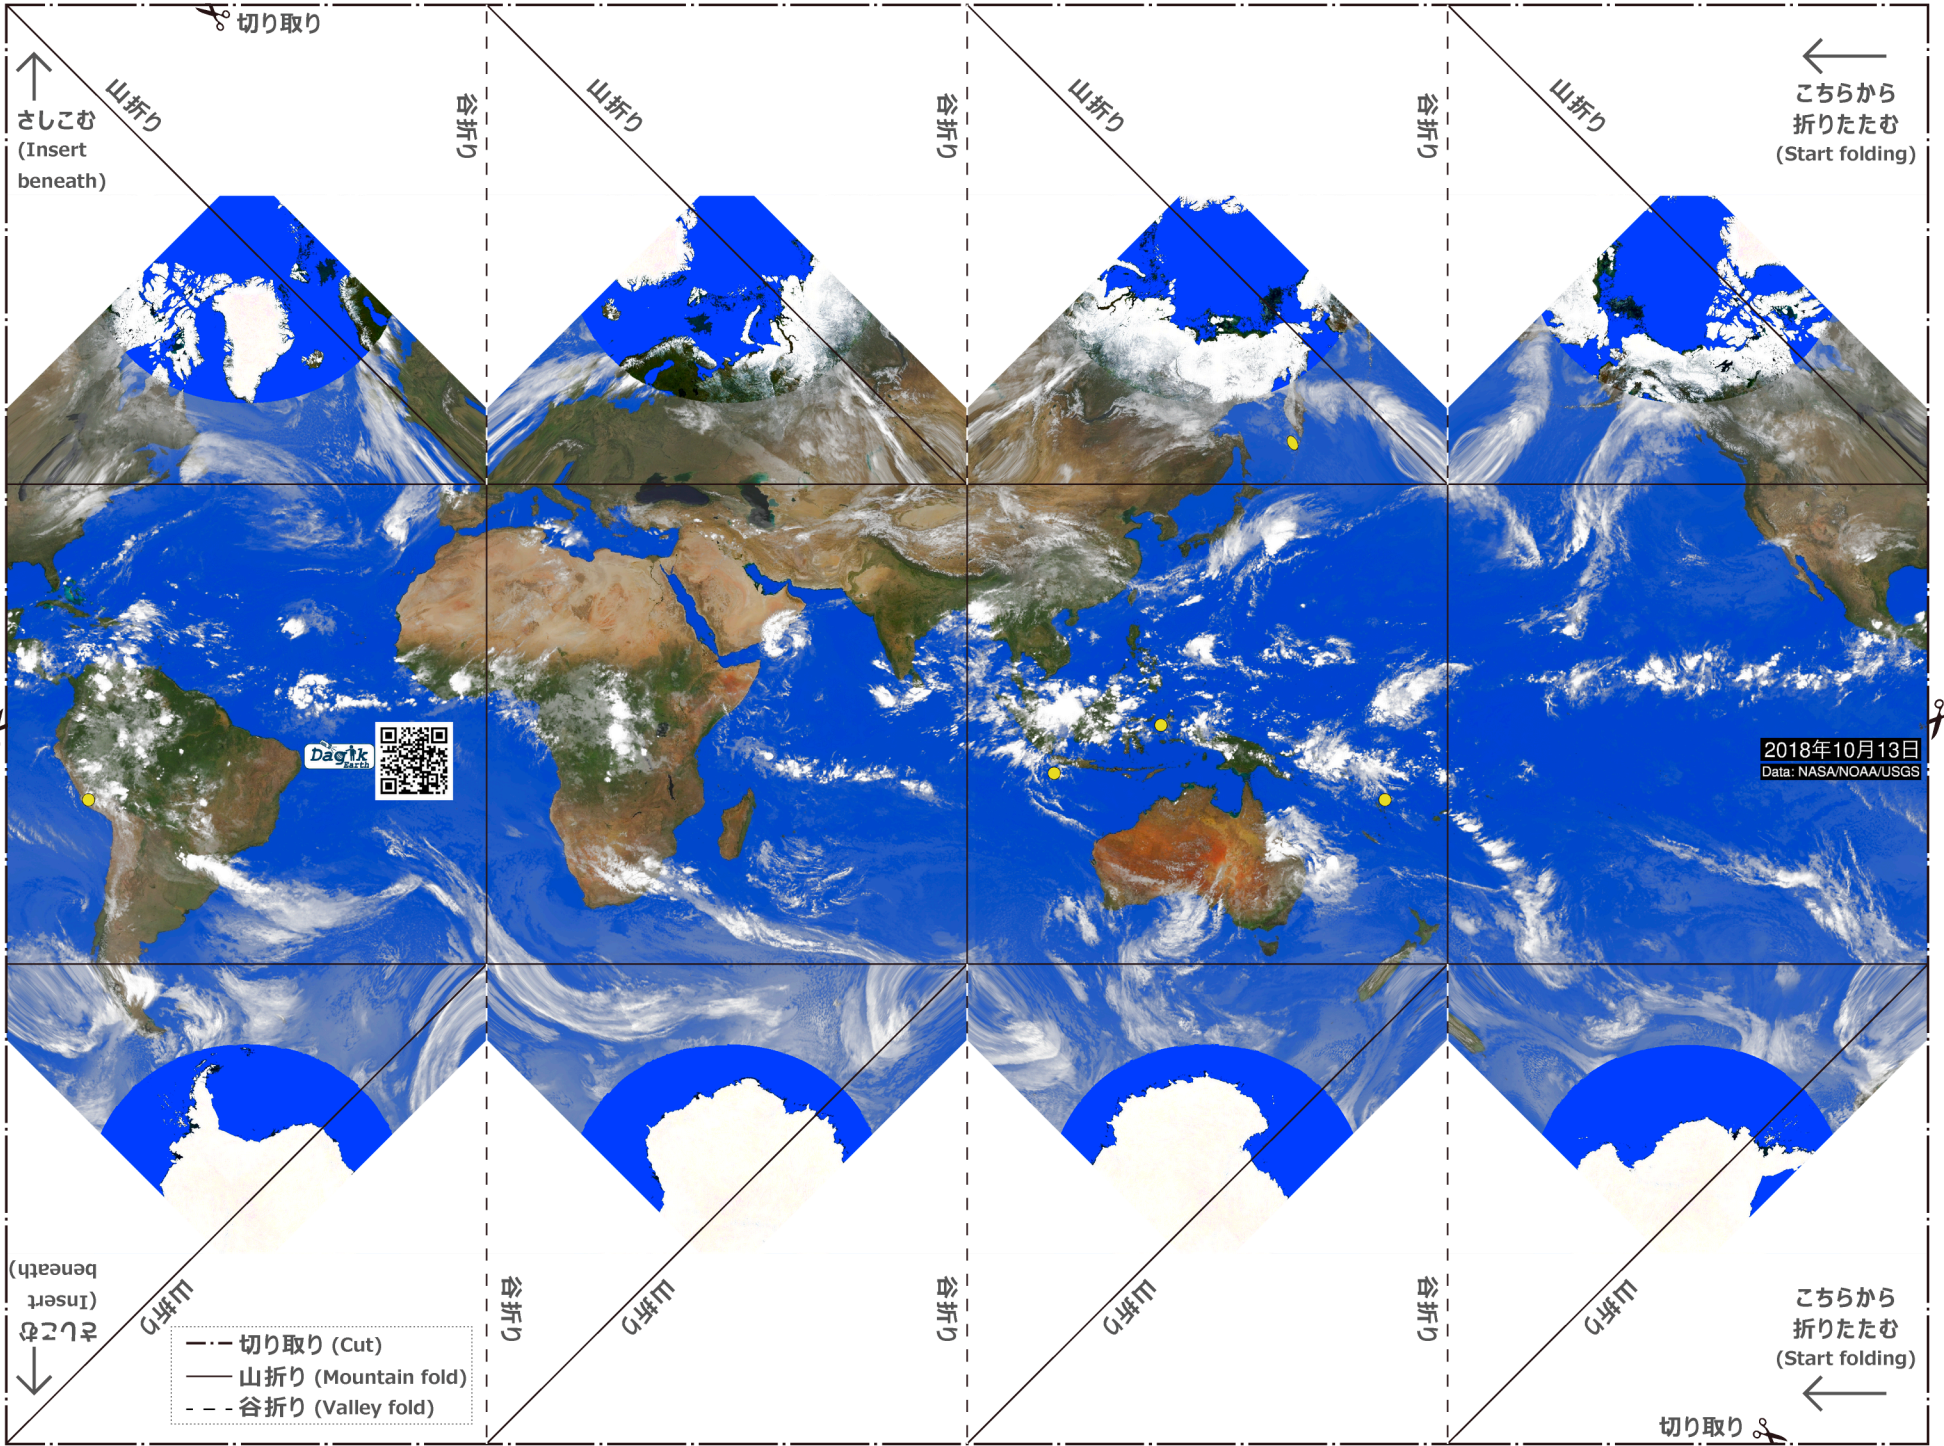 切り取り
山折り
谷折り
山折り
谷折り
山折り
谷折り
山折り
さしこむ
(Insert
beneath)
こちらから
折りたたむ
(Start folding)
Dagik
Earth
2018年10月13日
Data: NASA/NOAA/USGS
さしこむ
(Insert
beneath)
山折り
谷折り
山折り
谷折り
山折り
谷折り
山折り
切り取り (Cut)
山折り (Mountain fold)
谷折り (Valley fold)
こちらから
折りたたむ
(Start folding)
切り取り